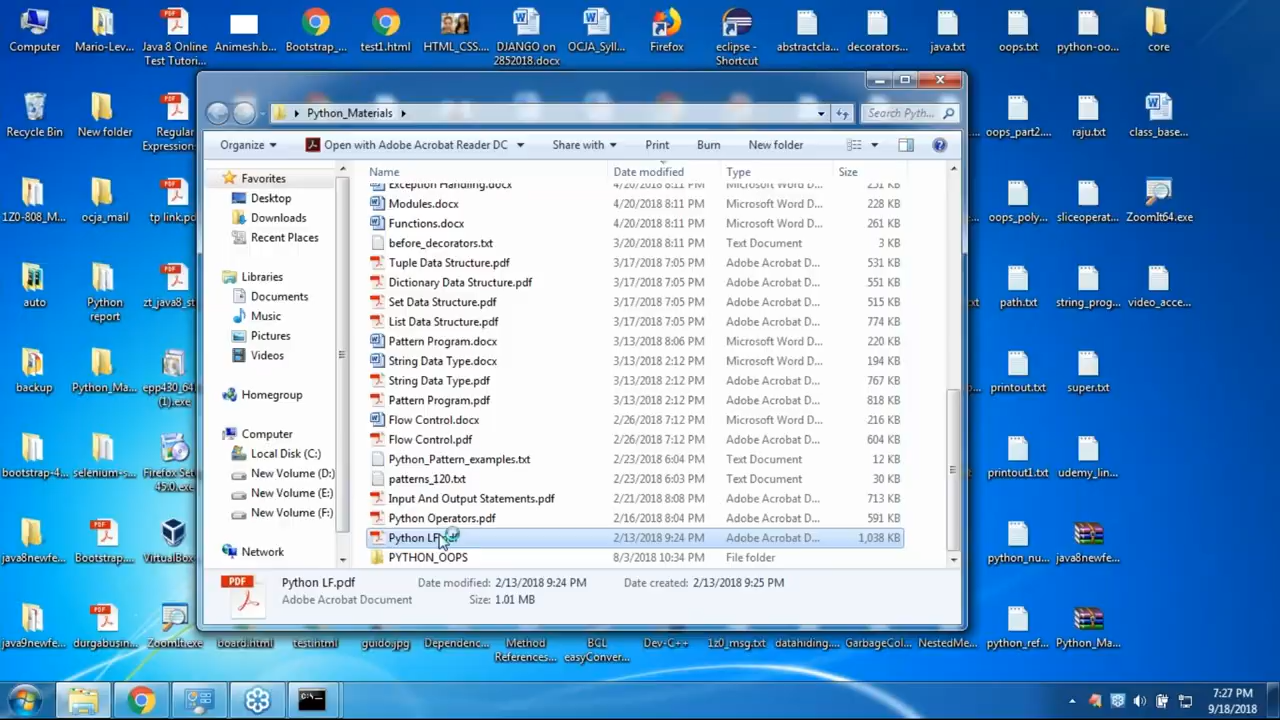 Computer
Mario-Lev...
Java 8 Online
Test Tutori...
Animesh.b...
Bootstrap_...
test1.html
HTML_CSS....
DJANGO on
2852018.docx
OCJA_Syll...
Firefox
eclipse -
Shortcut
abstractcla...
decorators...
java.txt
oops.txt
python-oo...
core
Python_Materials
Search Pyth...
Organize
Open with Adobe Acrobat Reader DC
Share with
Print
Burn
New folder
Name
Date modified
Type
Size
Favorites
Desktop
Downloads
Recent Places
Libraries
Documents
Music
Pictures
Videos
Homegroup
Computer
Local Disk (C:)
New Volume (D:)
New Volume (E:)
New Volume (F:)
Network
Exception Handling.docx 4/20/2018 8:11 PM Microsoft Word D... 251 KB
Modules.docx 4/20/2018 8:11 PM Microsoft Word D... 228 KB
Functions.docx 4/20/2018 8:11 PM Microsoft Word D... 261 KB
before_decorators.txt 3/20/2018 8:11 PM Text Document 3 KB
Tuple Data Structure.pdf 3/17/2018 7:05 PM Adobe Acrobat D... 531 KB
Dictionary Data Structure.pdf 3/17/2018 7:05 PM Adobe Acrobat D... 551 KB
Set Data Structure.pdf 3/17/2018 7:05 PM Adobe Acrobat D... 515 KB
List Data Structure.pdf 3/17/2018 7:05 PM Adobe Acrobat D... 774 KB
Pattern Program.docx 3/13/2018 8:06 PM Microsoft Word D... 220 KB
String Data Type.docx 3/13/2018 2:12 PM Microsoft Word D... 194 KB
String Data Type.pdf 3/13/2018 2:12 PM Adobe Acrobat D... 767 KB
Pattern Program.pdf 3/13/2018 2:12 PM Adobe Acrobat D... 818 KB
Flow Control.docx 2/26/2018 7:12 PM Microsoft Word D... 216 KB
Flow Control.pdf 2/26/2018 7:12 PM Adobe Acrobat D... 604 KB
Python_Pattern_examples.txt 2/23/2018 6:04 PM Text Document 12 KB
patterns_120.txt 2/23/2018 6:03 PM Text Document 30 KB
Input And Output Statements.pdf 2/21/2018 8:08 PM Adobe Acrobat D... 713 KB
Python Operators.pdf 2/16/2018 8:04 PM Adobe Acrobat D... 591 KB
Python LF 2/13/2018 9:24 PM Adobe Acrobat D... 1,038 KB
PYTHON_OOPS 8/3/2018 10:34 PM File folder
Python LF.pdf Date modified: 2/13/2018 9:24 PM Date created: 2/13/2018 9:25 PM
Adobe Acrobat Document Size: 1.01 MB
Recycle Bin
New folder
Regular
Expression...
oops_part2....
raju.txt
class_base...
1Z0-808_M...
ocja_mail
tp link.pd...
oops_poly...
sliceoperat...
ZoomIt64.exe
auto
Python
report
zt_java8_st...
path.txt
string_prog...
video_acce...
backup
Python_Ma...
epp430_64...
(1).exe
printout.txt
super.txt
bootstrap-4...
selenium-s...
Firefox Set...
45.0.exe
printout1.txt
udemy_lin...
java8newfe...
Bootstrap....
VirtualBox
python_nu...
java8newfe...
java9newfe...
durgabusin...
ZoomIt.exe
board.html
test.html
guido.jpg
Dependenc...
Method
References...
BCL
easyConver...
Dev-C++
1z0_msg.txt
datahiding....
GarbageCol...
NestedMe...
python_ref...
Python_Ma...
7:27 PM
9/18/2018